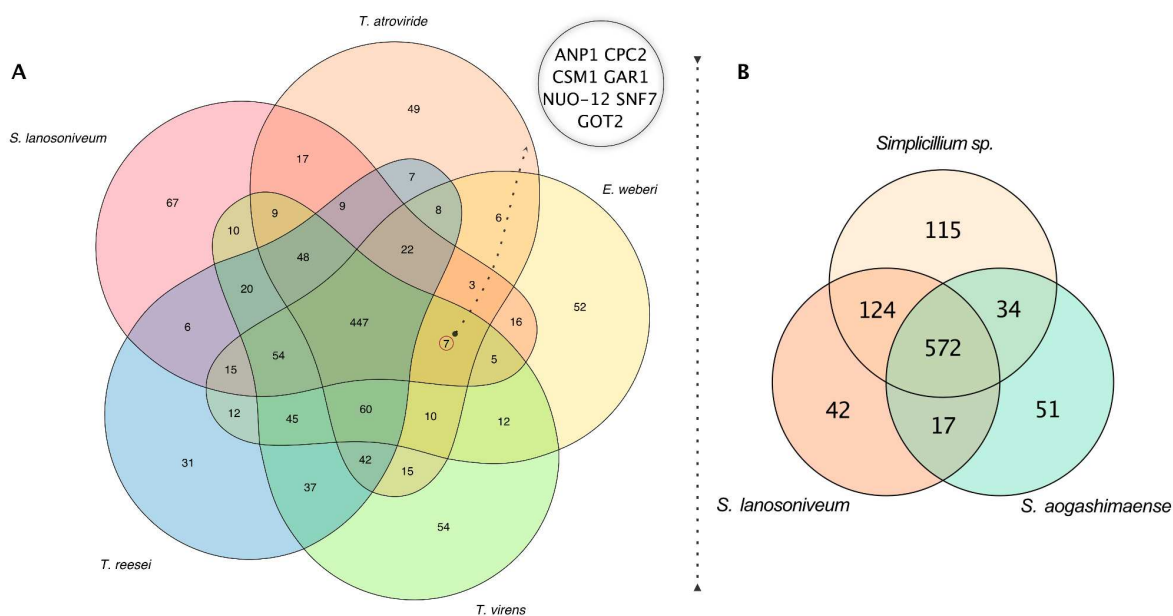 A
T. atroviride
ANP1 CPC2
CSM1 GAR1
NUO-12 SNF7
GOT2
S. lanosoniveum
E. weberi
49
17
67
7
9
8
6
9
10
22
48
3
20
52
16
6
447
7
54
5
15
12
45
60
10
12
42
15
31
37
54
T. reesei
T. virens
B
Simplicillium sp.
115
124
34
572
42
17
51
S. lanosoniveum
S. aogashimaense